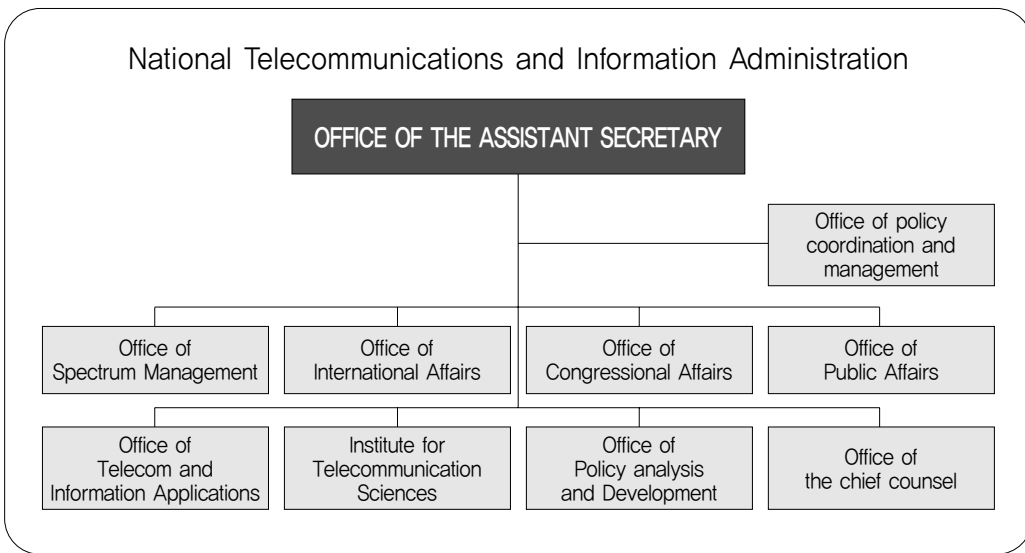 National Telecommunications and Information Administration
OFFICE OF THE ASSISTANT SECRETARY
Office of policy
coordination and
management
Office of
Spectrum Management
Office of
International Affairs
Office of
Congressional Affairs
Office of
Public Affairs
Office of
Telecom and
Information Applications
Institute for
Telecommunication
Sciences
Office of
Policy analysis
and Development
Office of
the chief counsel